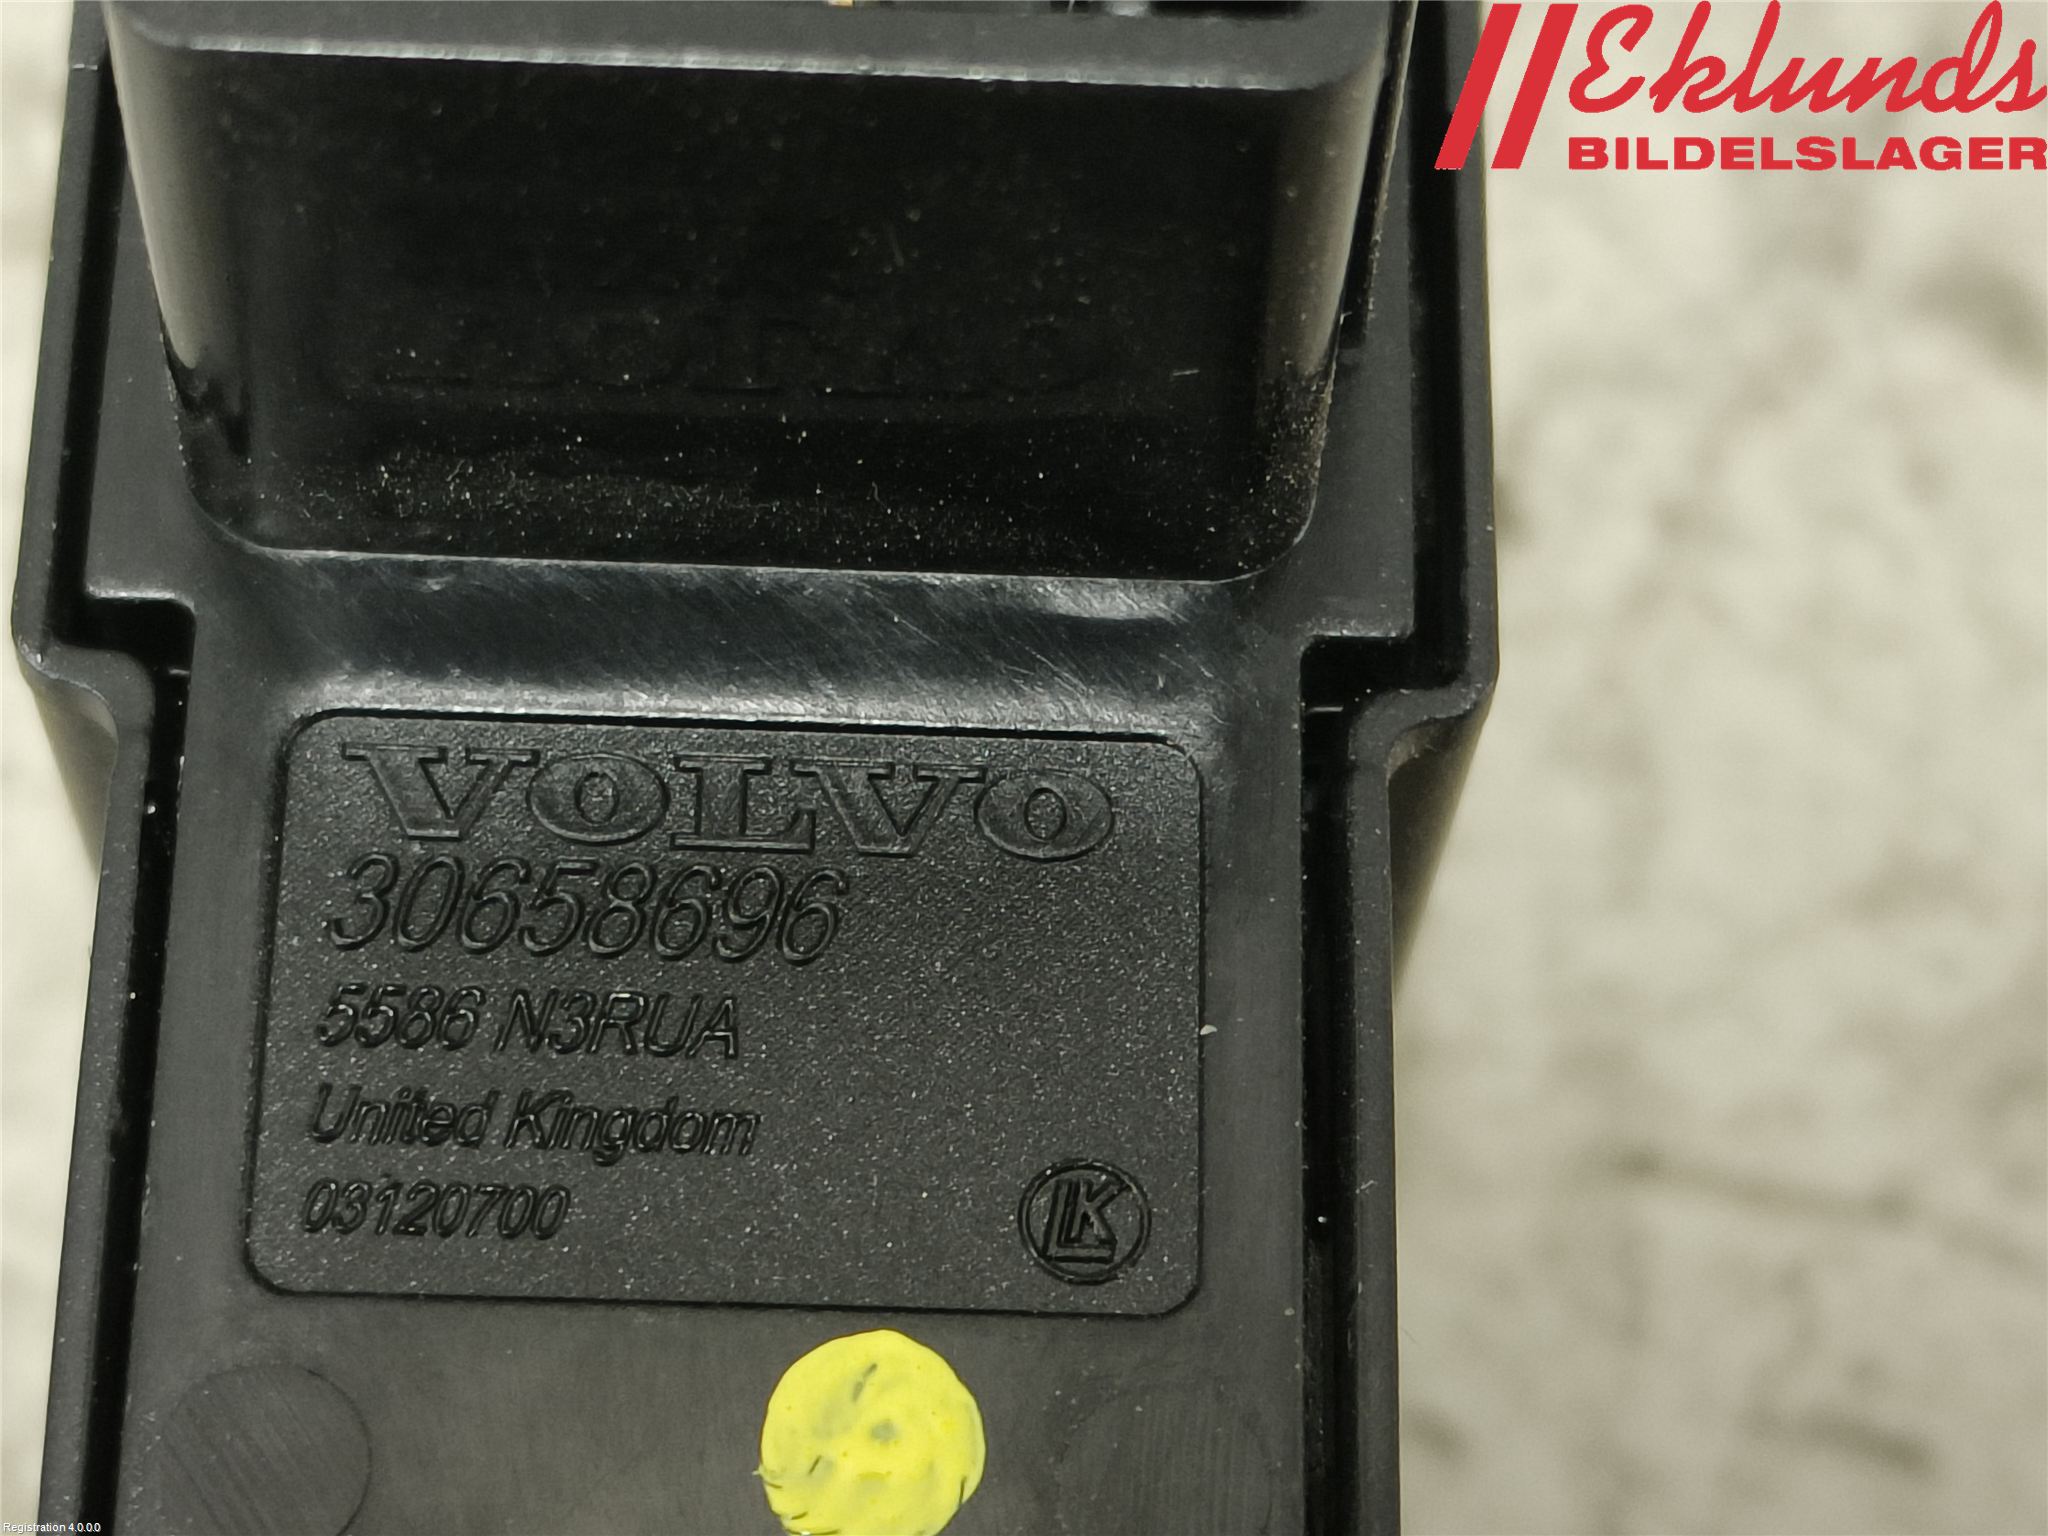 Eklunds
BILDELSLAGER
VOLVO
30658696
5586 N3RUA
United Kingdom
03120700
LK
Registration 4.0.0.0